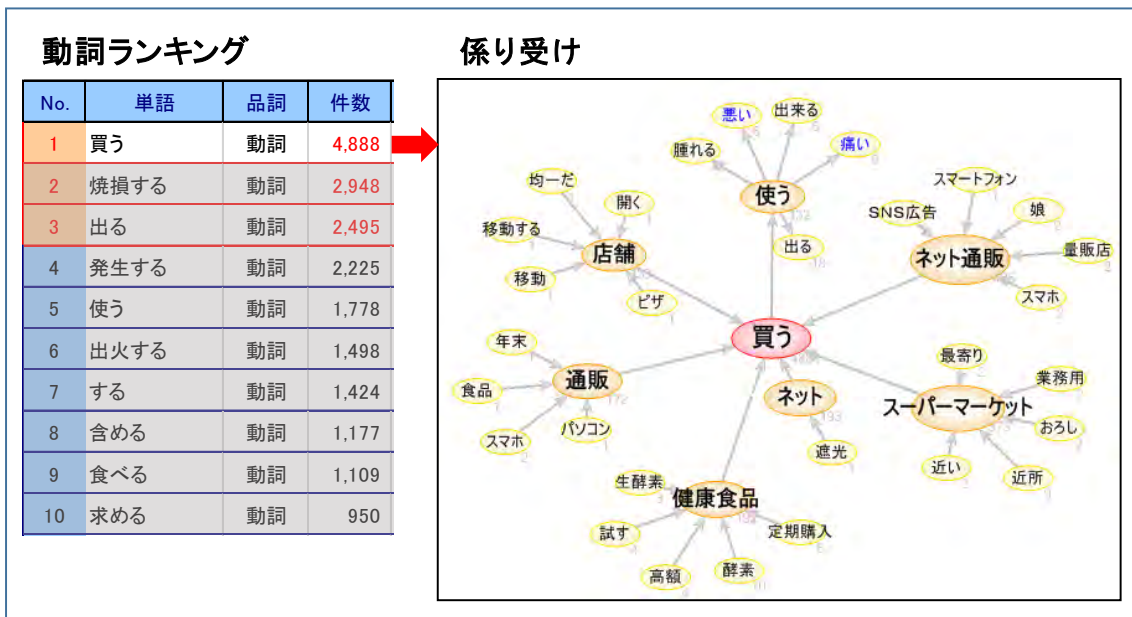 動詞ランキング
係り受け
No. 単語 品詞 件数
1 買う 動詞 4,888
2 焼損する 動詞 2,948
3 出る 動詞 2,495
4 発生する 動詞 2,225
5 使う 動詞 1,778
6 出火する 動詞 1,498
7 する 動詞 1,424
8 含める 動詞 1,177
9 食べる 動詞 1,109
10 求める 動詞 950
悪い
出来る
腫れる
痛い
使う
出る
均一だ
開く
移動する
店舗
移動
ピザ
スマートフォン
SNS広告
娘
ネット通販
量販店
スマホ
買う
年末
通販
食品
スマホ
パソコン
ネット
193
遮光
最寄り
業務用
スーパーマーケット
おろし
近い
近所
生酵素
健康食品
試す
定期購入
高額
酵素